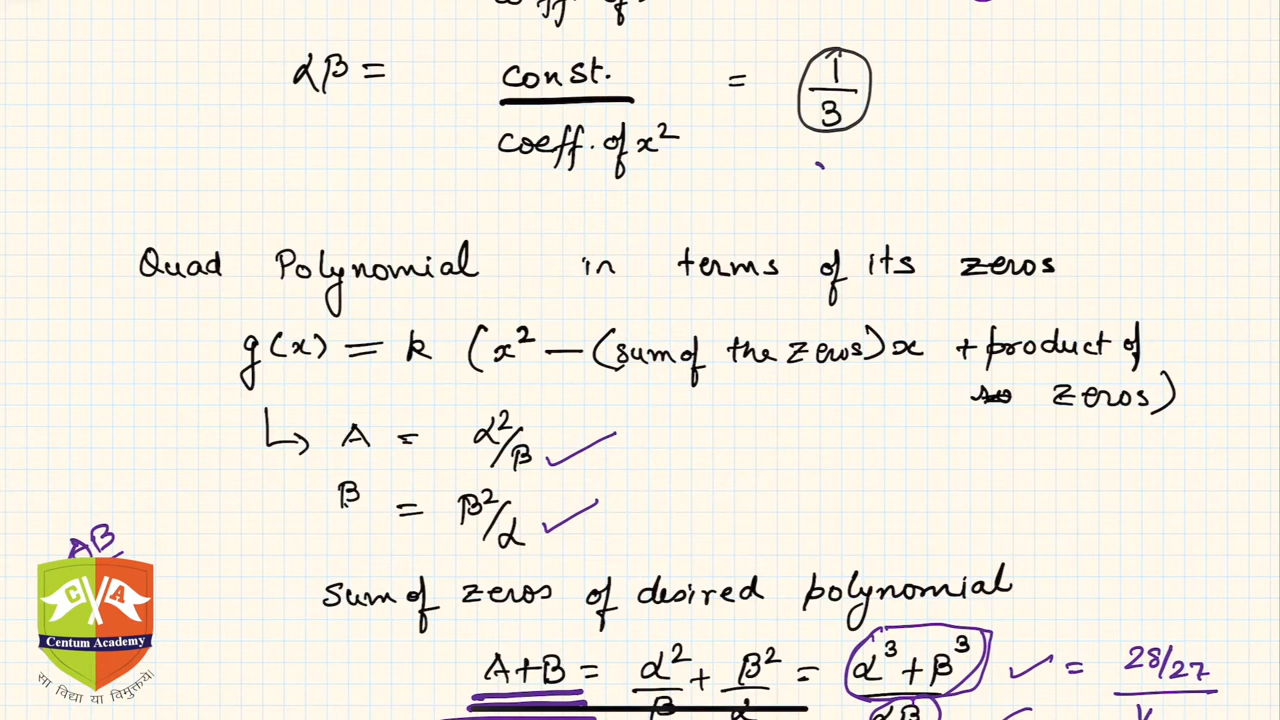 αβ = const. / coeff. of x² = 1/3
Quad Polynomial in terms of its zeros
g(x) = k (x² – (sum of the zeros)x + product of
zeros)
↳ A = α²/β ✓
B = β²/α ✓
AB
C A
Centum Academy
सा विद्या या विमुक्तये।
sum of zeros of desired polynomial
A+B = α²/β + β²/α = α³ + β³ / αβ ✓ = 28/27